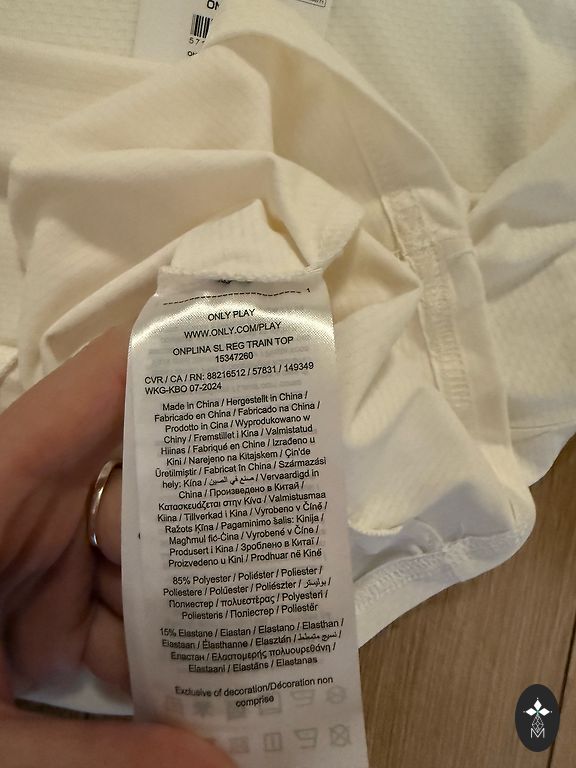 ONLY PLAY
WWW.ONLY.COM/PLAY
ONPLINA SL REG TRAIN TOP
15347260
CVR / CA / RN: 88216512 / 57831 / 149349
WKG-KBO 07-2024
Made in China / Hergestellt in China /
Fabricado en China / Fabricado na China /
Prodotto in Cina / Wyprodukowano w
Chiny / Fremstillet i Kina / Valmistatud
Hiinas / Fabriqué en Chine / Izrađeno u
Kini / Narejeno na Kitajskem / Çin'de
Üretilmiştir / Fabricat în China / Származási
hely: Kína / صنع في الصين / Vervaardigd in
China / Произведено в Китай /
Κατασκευάζεται στην Κίνα / Valmistusmaa
Kiina / Tillverkad i Kina / Vyrobeno v Číně /
Ražots Ķīna / Pagaminimo šalis: Kinija /
Magħmul fiċ-Ċina / Vyrobené v Číne /
Produsert i Kina / Зроблено в Китаї /
Proizvedeno u Kini / Prodhuar në Kinë
85% Polyester / Poliéster / Poliester /
Poliestere / Polüester / Poliészter / بوليستر /
Полиестер / πολυεστέρας / Polyesteri /
Poliesteris / Поліестер / Poliestër
15% Elastane / Elastan / Elastano / Elasthan /
Elastaan / Élasthanne / Elasztán / نسيج متمطط /
Еластан / Ελαστομερής πολυουρεθάνη /
Elastaani / Elastāns / Elastanas
Exclusive of decoration/Décoration non
comprise
M